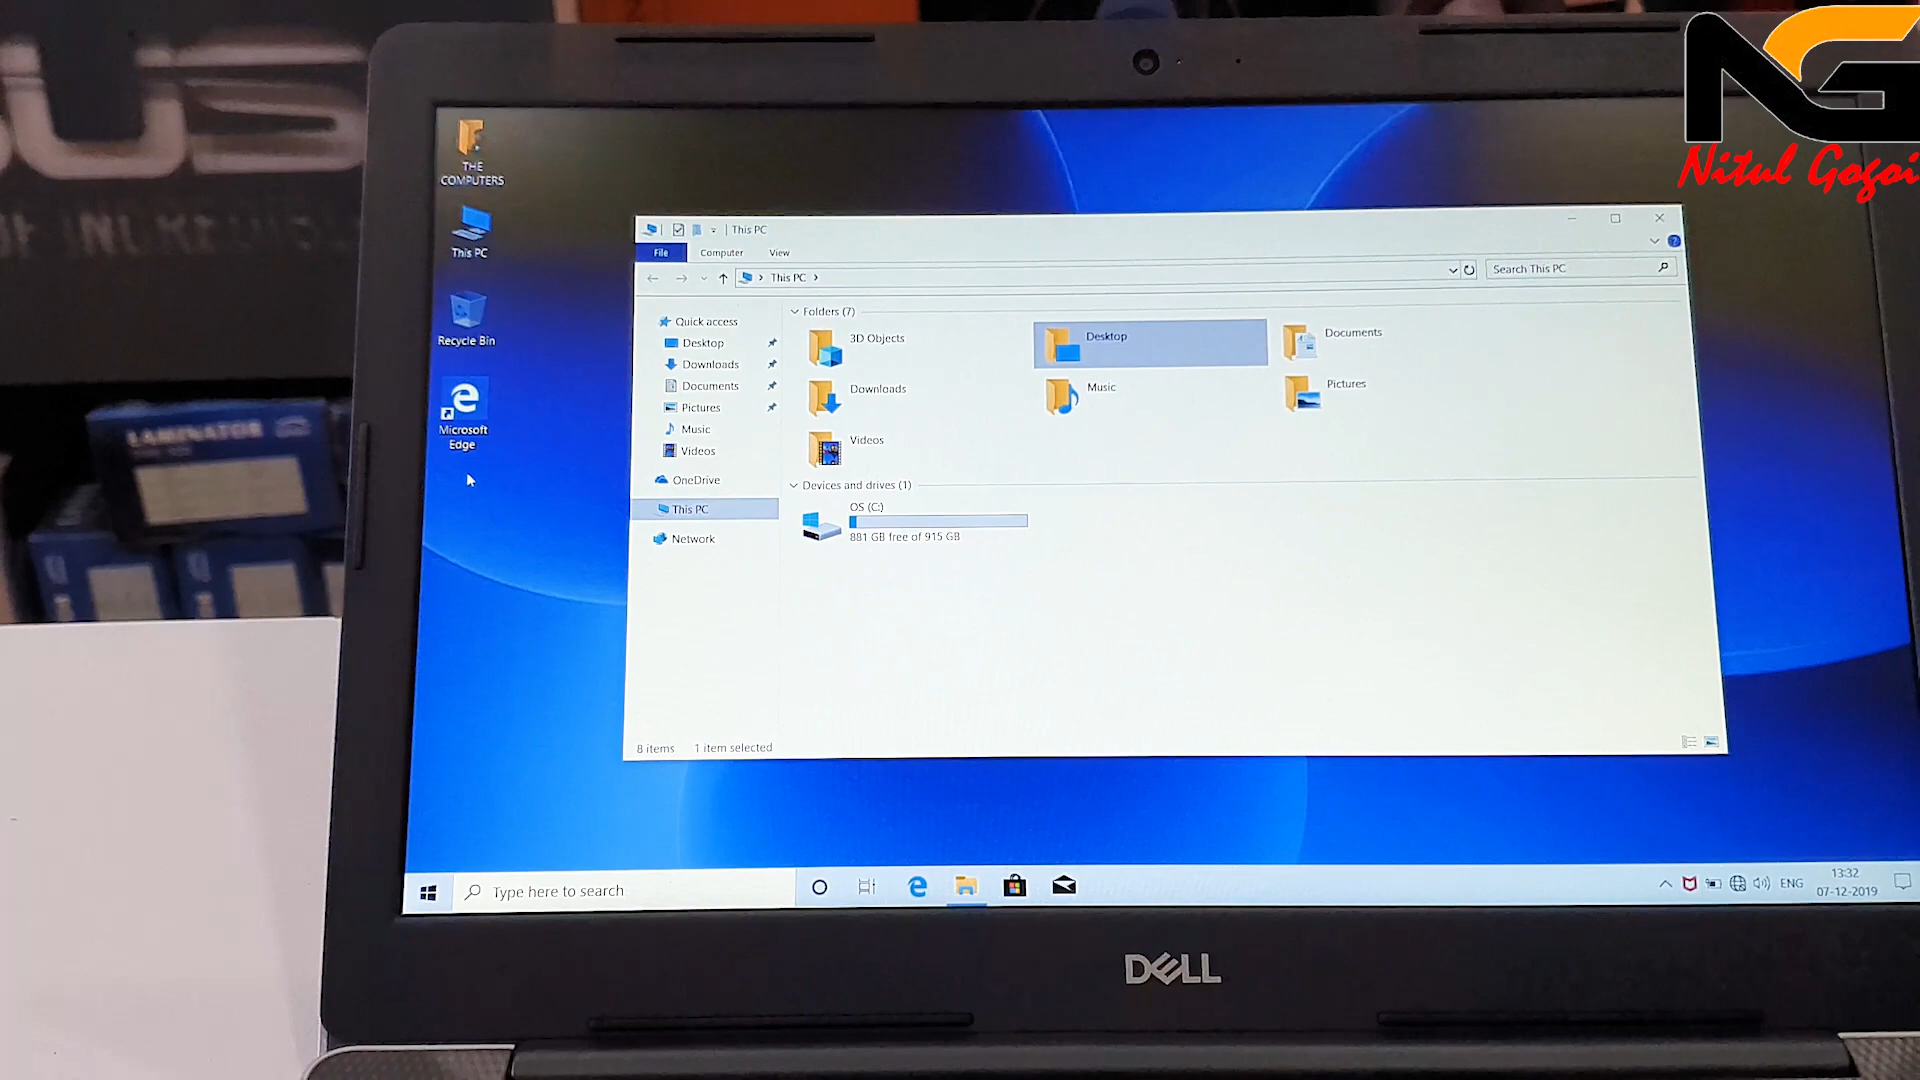 NG
Nitul Gogoi
US
THE
COMPUTERS
This PC
Recycle Bin
Microsoft
Edge
This PC
File
Computer
View
This PC
Search This PC
Quick access
Desktop
Downloads
Documents
Pictures
Music
Videos
OneDrive
This PC
Network
Folders (7)
3D Objects
Desktop
Documents
Downloads
Music
Pictures
Videos
Devices and drives (1)
OS (C:)
881 GB free of 915 GB
8 items
1 item selected
LAMINATOR
Type here to search
ENG
13:32
07-12-2019
DELL